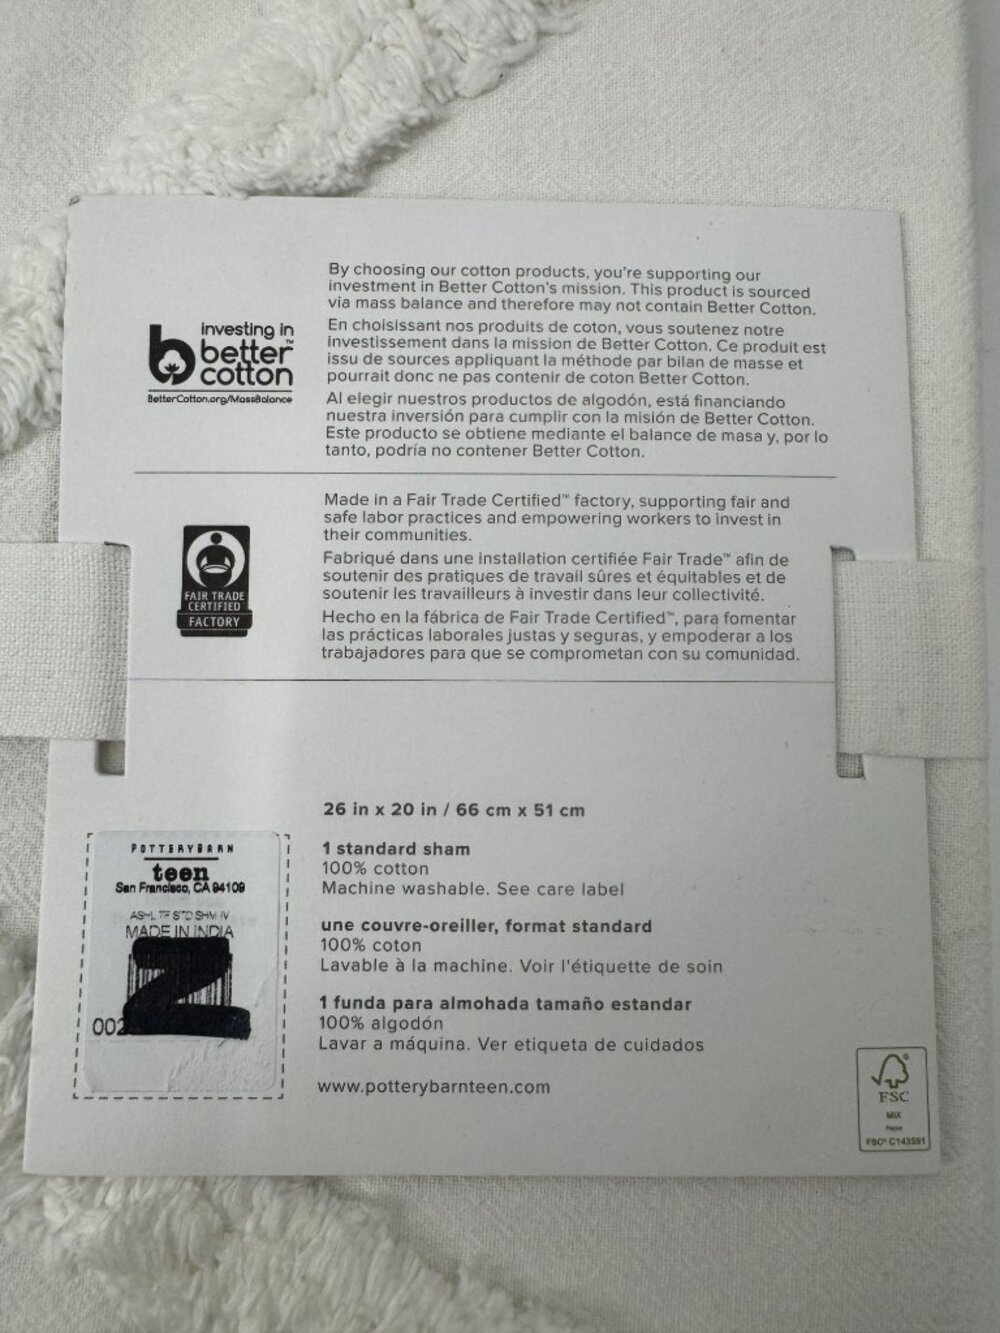 investing in
better™
cotton
BetterCotton.org/MassBalance
By choosing our cotton products, you're supporting our
investment in Better Cotton's mission. This product is sourced
via mass balance and therefore may not contain Better Cotton.
En choisissant nos produits de coton, vous soutenez notre
investissement dans la mission de Better Cotton. Ce produit est
issu de sources appliquant la méthode par bilan de masse et
pourrait donc ne pas contenir de coton Better Cotton.
Al elegir nuestros productos de algodón, está financiando
nuestra inversión para cumplir con la misión de Better Cotton.
Este producto se obtiene mediante el balance de masa y, por lo
tanto, podría no contener Better Cotton.
FAIR TRADE
CERTIFIED
FACTORY
Made in a Fair Trade Certified™ factory, supporting fair and
safe labor practices and empowering workers to invest in
their communities.
Fabriqué dans une installation certifiée Fair Trade™ afin de
soutenir des pratiques de travail sûres et équitables et de
soutenir les travailleurs à investir dans leur collectivité.
Hecho en la fábrica de Fair Trade Certified™, para fomentar
las prácticas laborales justas y seguras, y empoderar a los
trabajadores para que se comprometan con su comunidad.
26 in x 20 in / 66 cm x 51 cm
1 standard sham
100% cotton
Machine washable. See care label
une couvre-oreiller, format standard
100% coton
Lavable à la machine. Voir l'étiquette de soin
1 funda para almohada tamaño estandar
100% algodón
Lavar a máquina. Ver etiqueta de cuidados
www.potterybarnteen.com
POTTERYBARN
teen
San Francisco, CA 94109
ASHL TF STD SHM IV
MADE IN INDIA
002
FSC
MIX
Paper
FSC® C143591